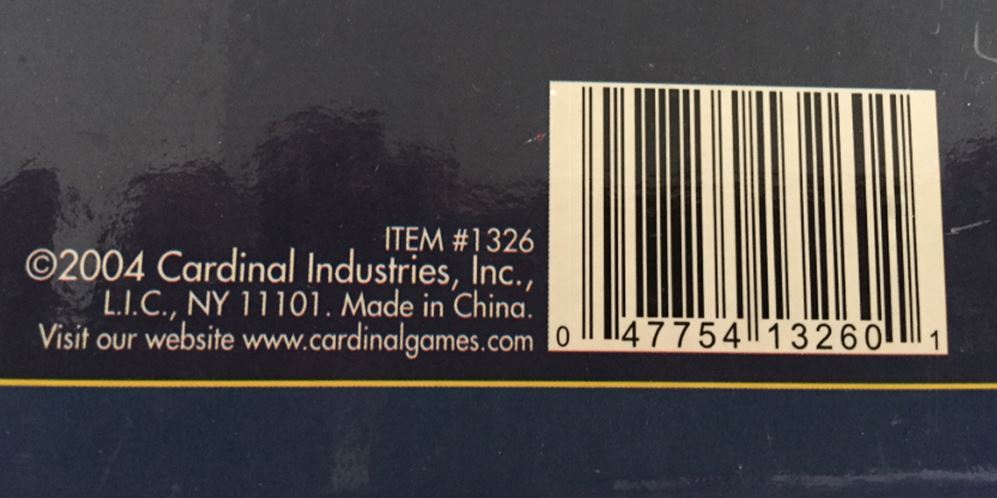 ITEM #1326
©2004 Cardinal Industries, Inc.,
L.I.C., NY 11101. Made in China.
Visit our website www.cardinalgames.com
0 47754 13260 1